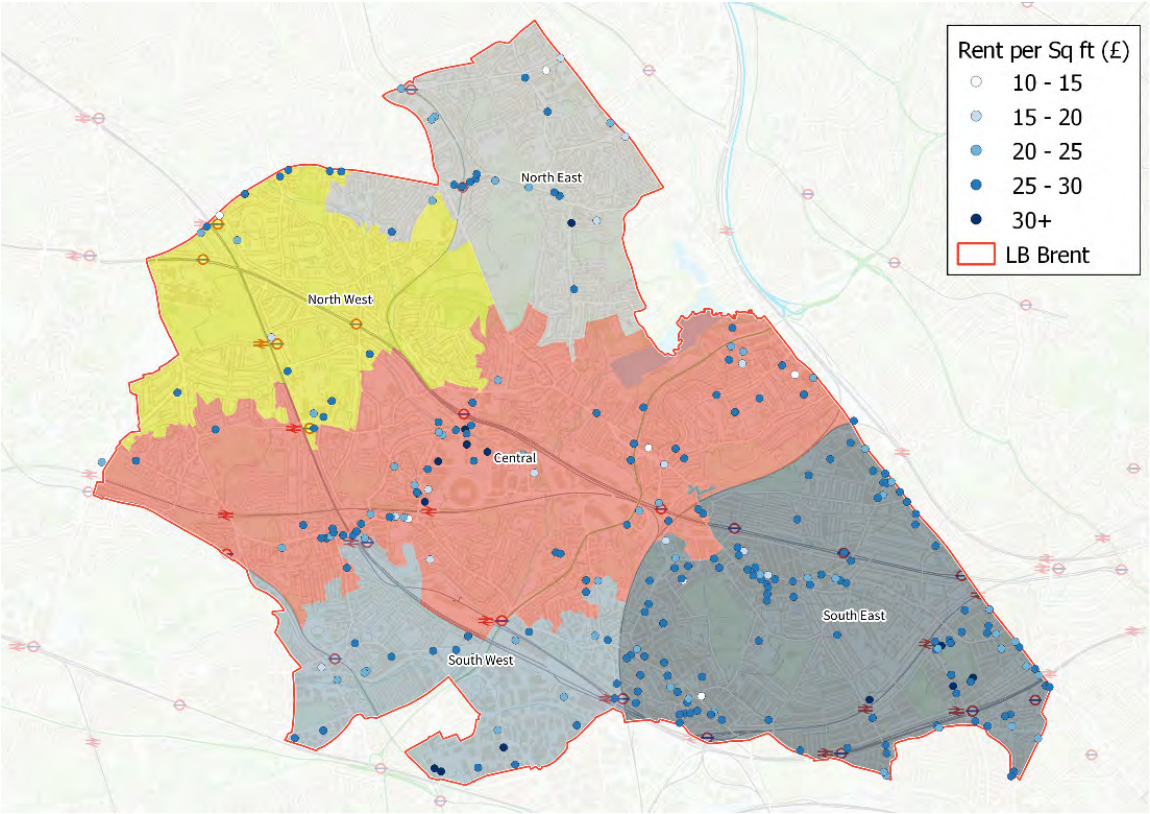 Rent per Sq ft (£)
10 - 15
15 - 20
20 - 25
25 - 30
30+
LB Brent
North East
North West
Central
South East
South West